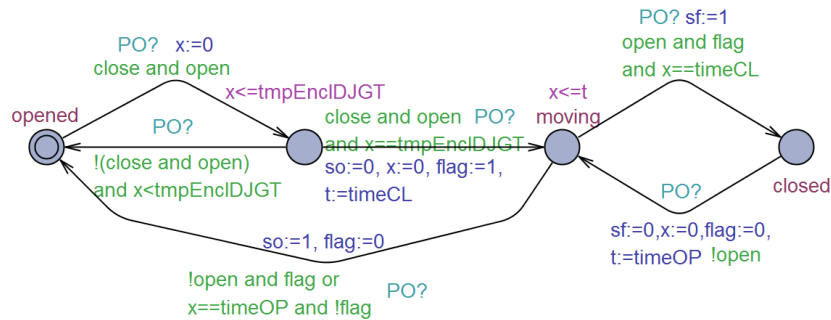 PO? x:=0
close and open
PO? sf:=1
open and flag
and x==timeCL
x<=tmpEnclDJGT
x<=t
opened
PO?
close and open PO?
moving
and x==tmpEnclDJGT
!(close and open)
and x<tmpEnclDJGT
so:=0, x:=0, flag:=1,
t:=timeCL
closed
PO?
so:=1, flag:=0
sf:=0,x:=0,flag:=0,
t:=timeOP !open
!open and flag or
x==timeOP and !flag
PO?